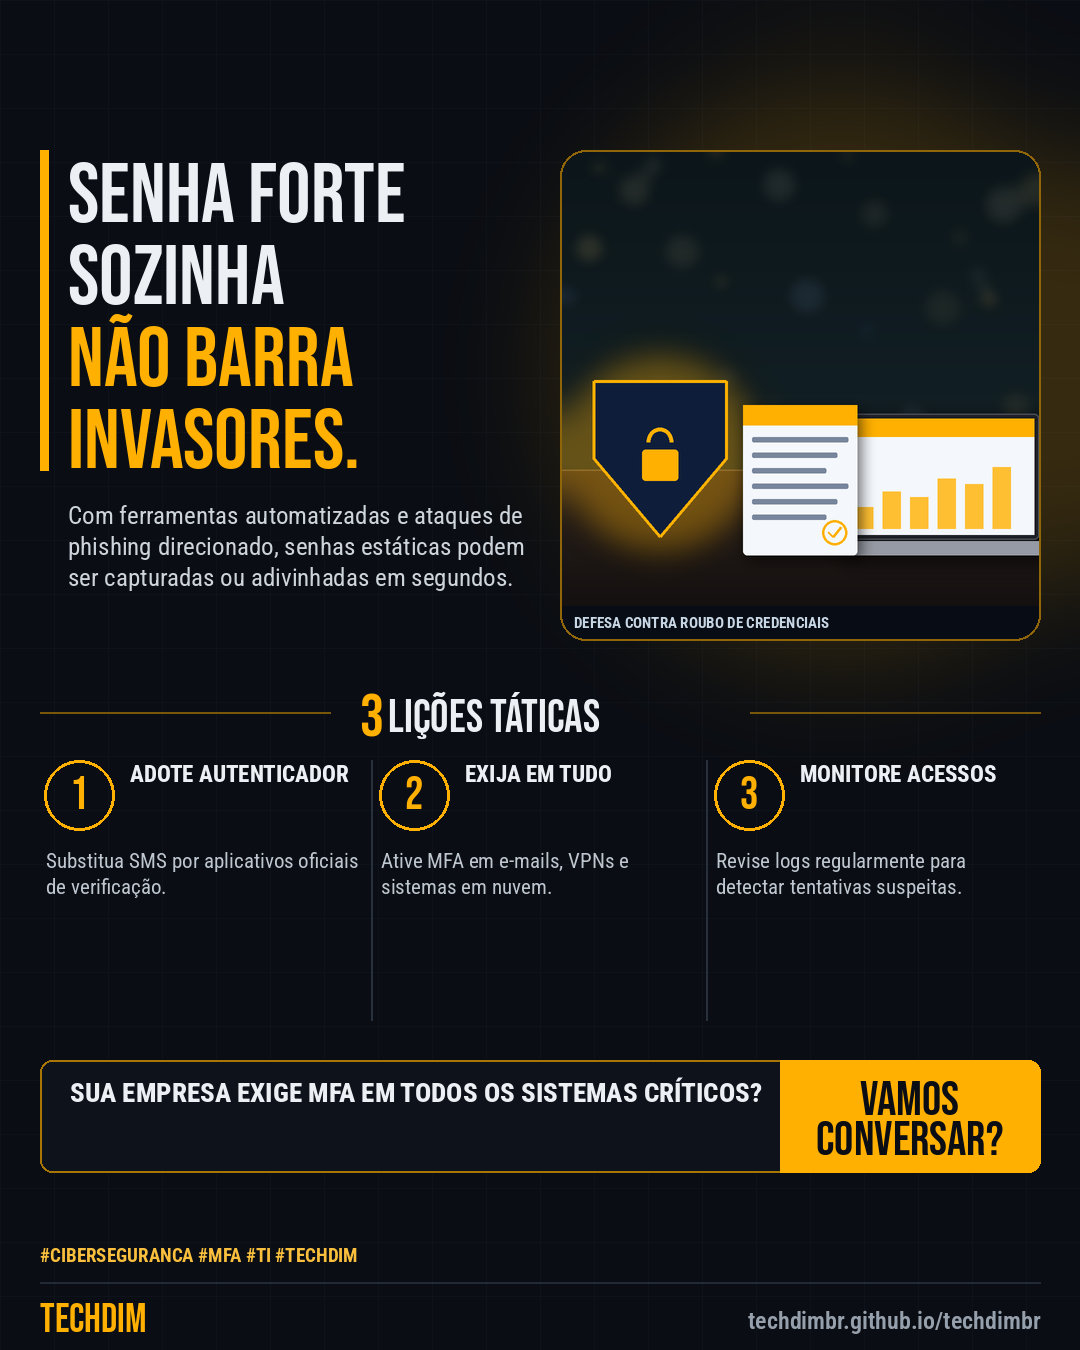 SENHA FORTE
SOZINHA
NÃO BARRA
INVASORES.
Com ferramentas automatizadas e ataques de
phishing direcionado, senhas estáticas podem
ser capturadas ou adivinhadas em segundos.
DEFESA CONTRA ROUBO DE CREDENCIAIS
3 LIÇÕES TÁTICAS
1
ADOTE AUTENTICADOR
Substitua SMS por aplicativos oficiais
de verificação.
2
EXIJA EM TUDO
Ative MFA em e-mails, VPNs e
sistemas em nuvem.
3
MONITORE ACESSOS
Revise logs regularmente para
detectar tentativas suspeitas.
SUA EMPRESA EXIGE MFA EM TODOS OS SISTEMAS CRÍTICOS?
VAMOS
CONVERSAR?
#CIBERSEGURANCA #MFA #TI #TECHDIM
TECHDIM
techdimbr.github.io/techdimbr